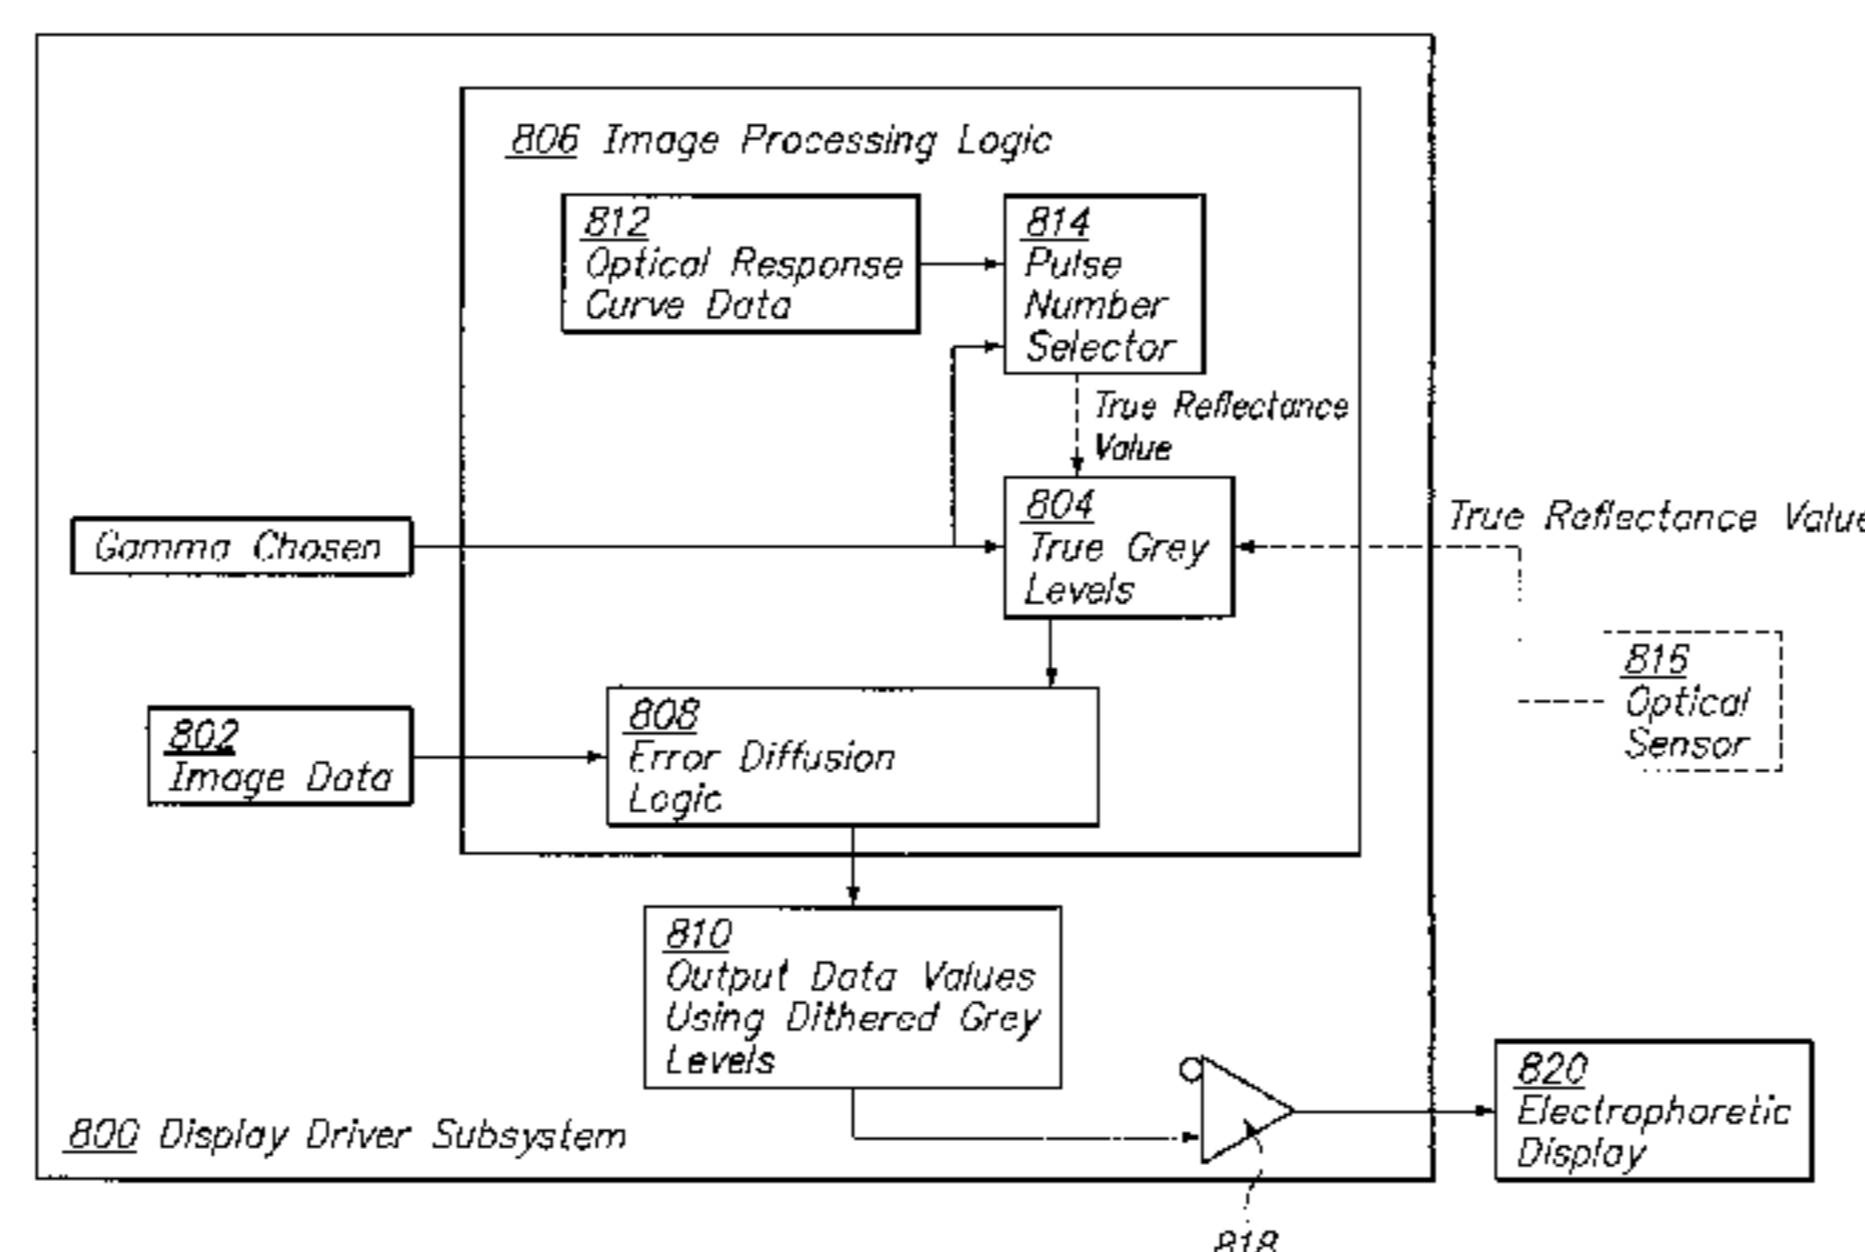 806 Image Processing Logic
812
Optical Response
Curve Data
814
Pulse
Number
Selector
True Reflectance
Value
804
True Grey
Levels
Gamma Chosen
True Reflectance Value
816
Optical
Sensor
802
Image Data
808
Error Diffusion
Logic
810
Output Data Values
Using Dithered Grey
Levels
820
Electrophoretic
Display
800 Display Driver Subsystem
818